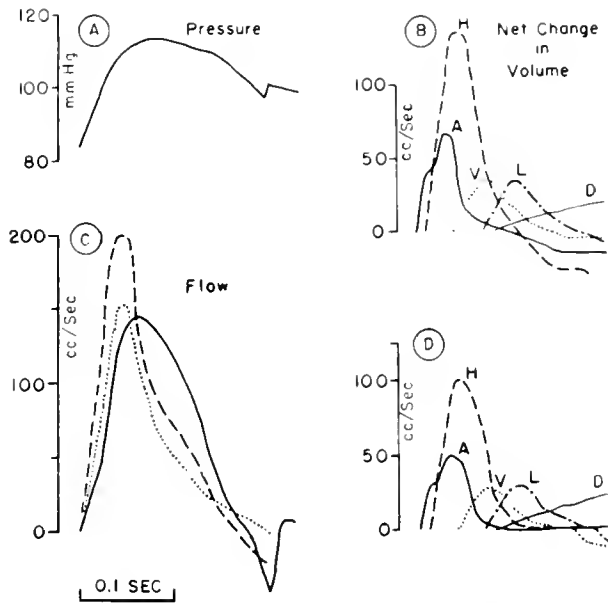 A
Pressure
120
100
80
mm Hg
B
Net Change
in
Volume
H
100
50
0
cc/Sec
A
V
L
D
C
Flow
200
100
0
cc/Sec
0.1 SEC
D
H
100
50
0
cc/Sec
A
V
L
D